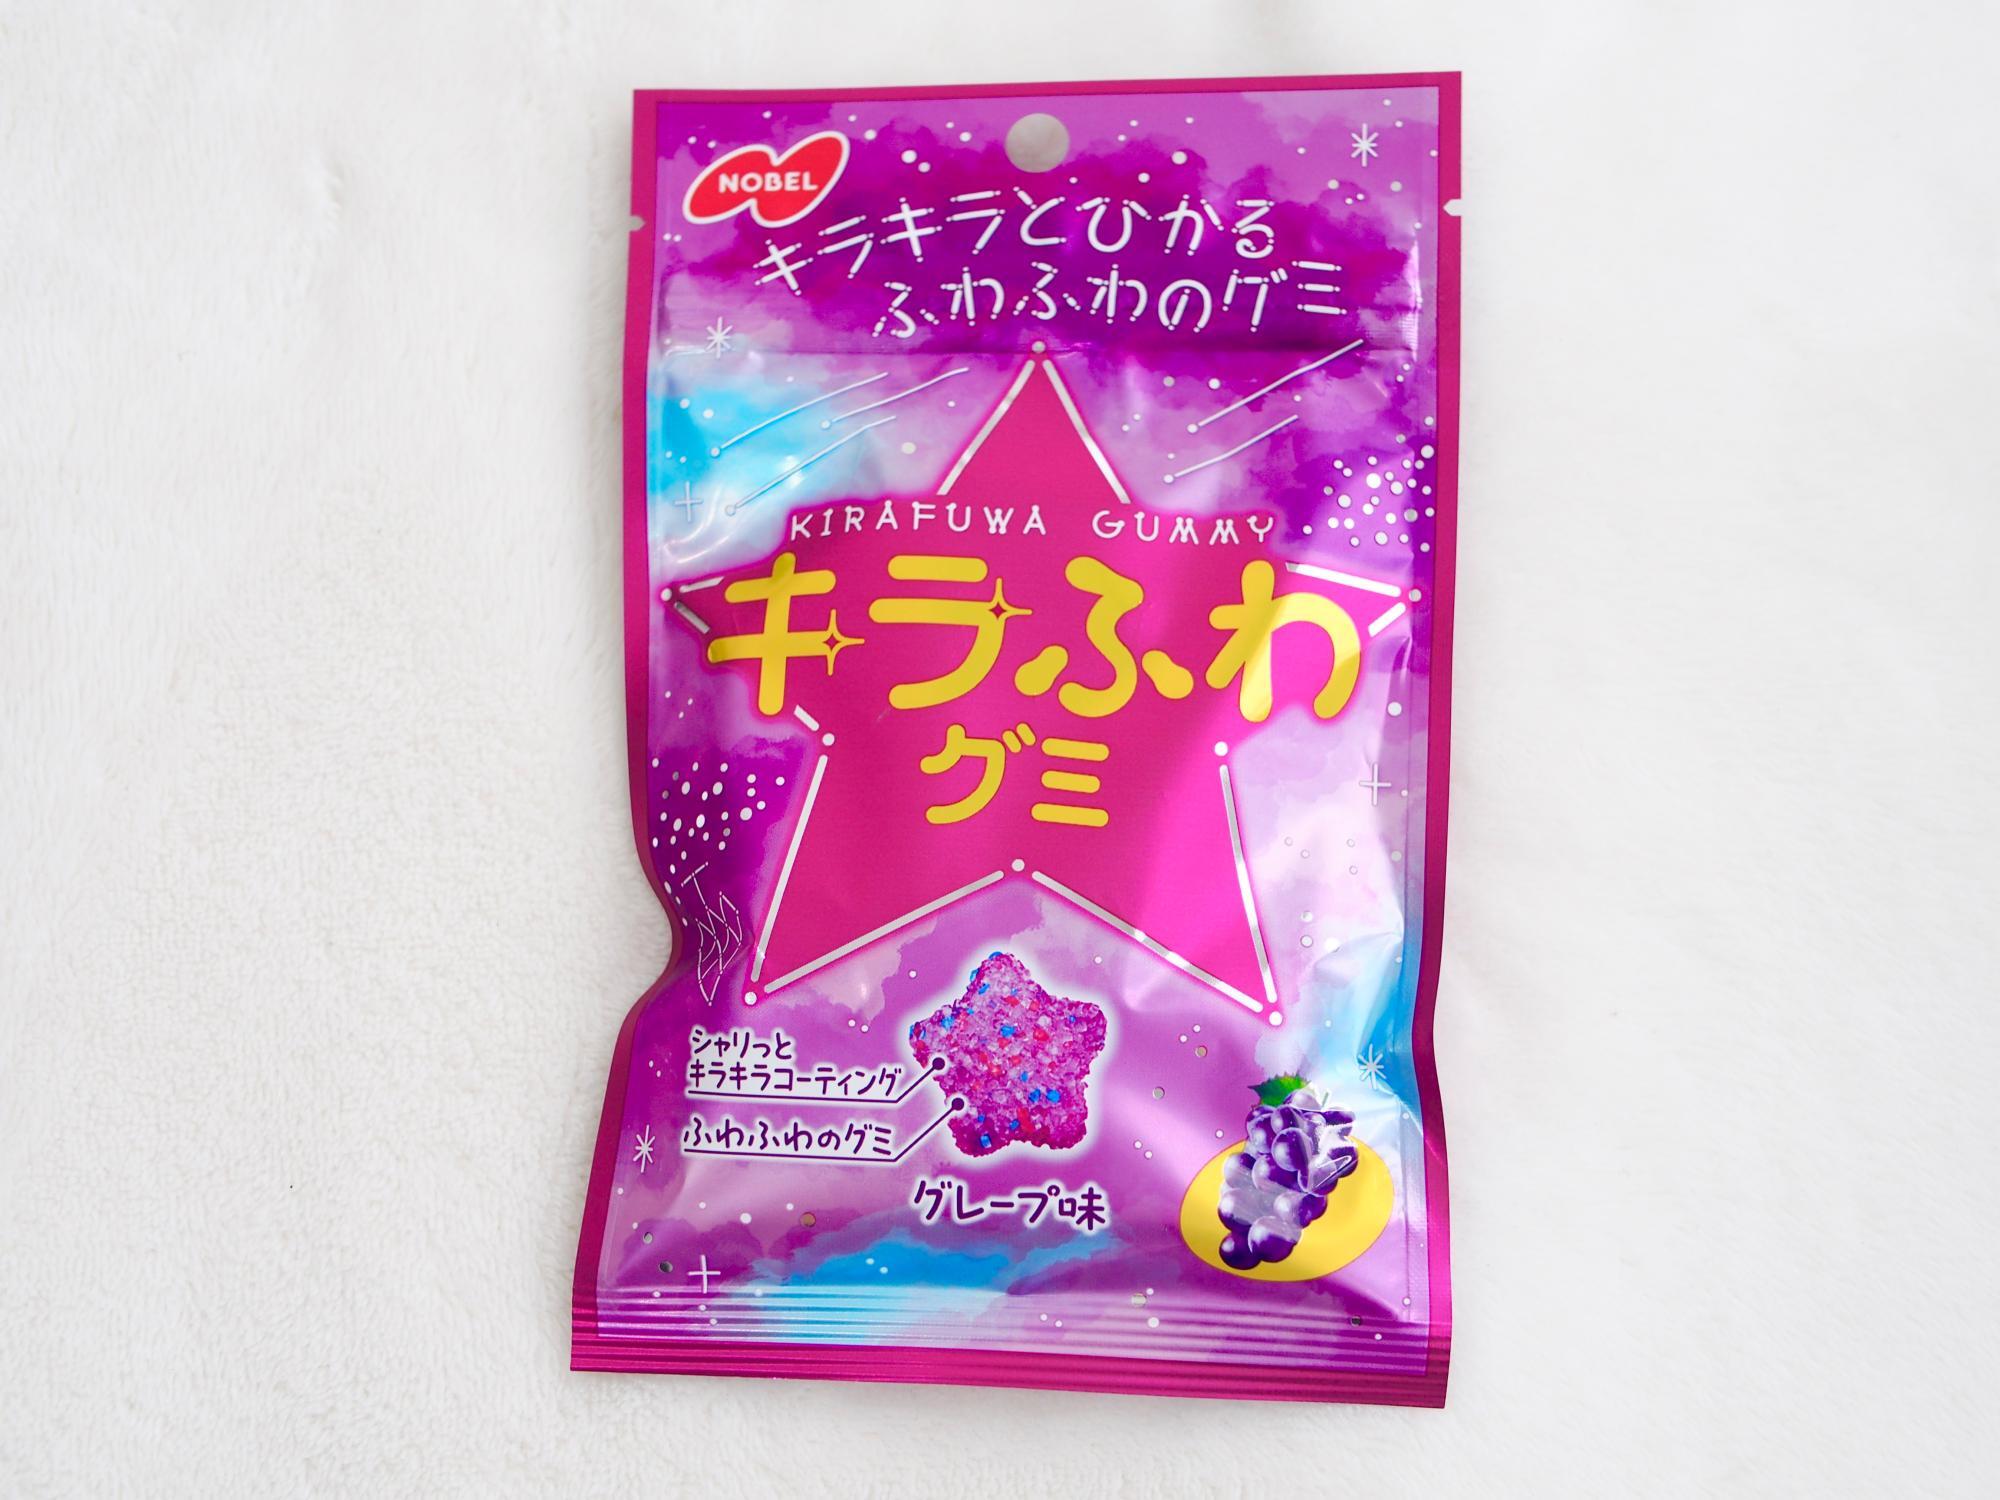 NOBEL
キラキラとひかる
ふわふわのグミ
KIRAFUWA GUMMY
キラふわ
グミ
シャリっと
キラキラコーティング
ふわふわのグミ
グレープ味